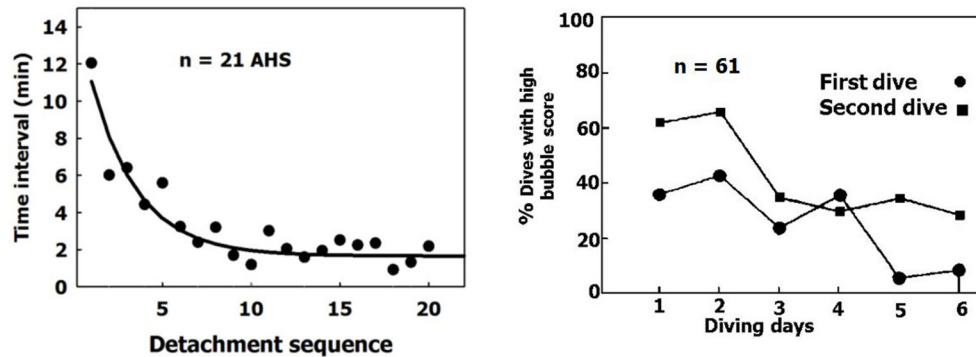 14
12
10
8
6
4
2
0
Time interval (min)
n = 21 AHS
5
10
15
20
Detachment sequence
100
80
60
40
20
0
% Dives with high
bubble score
n = 61
First dive
Second dive
1 2 3 4 5 6
Diving days